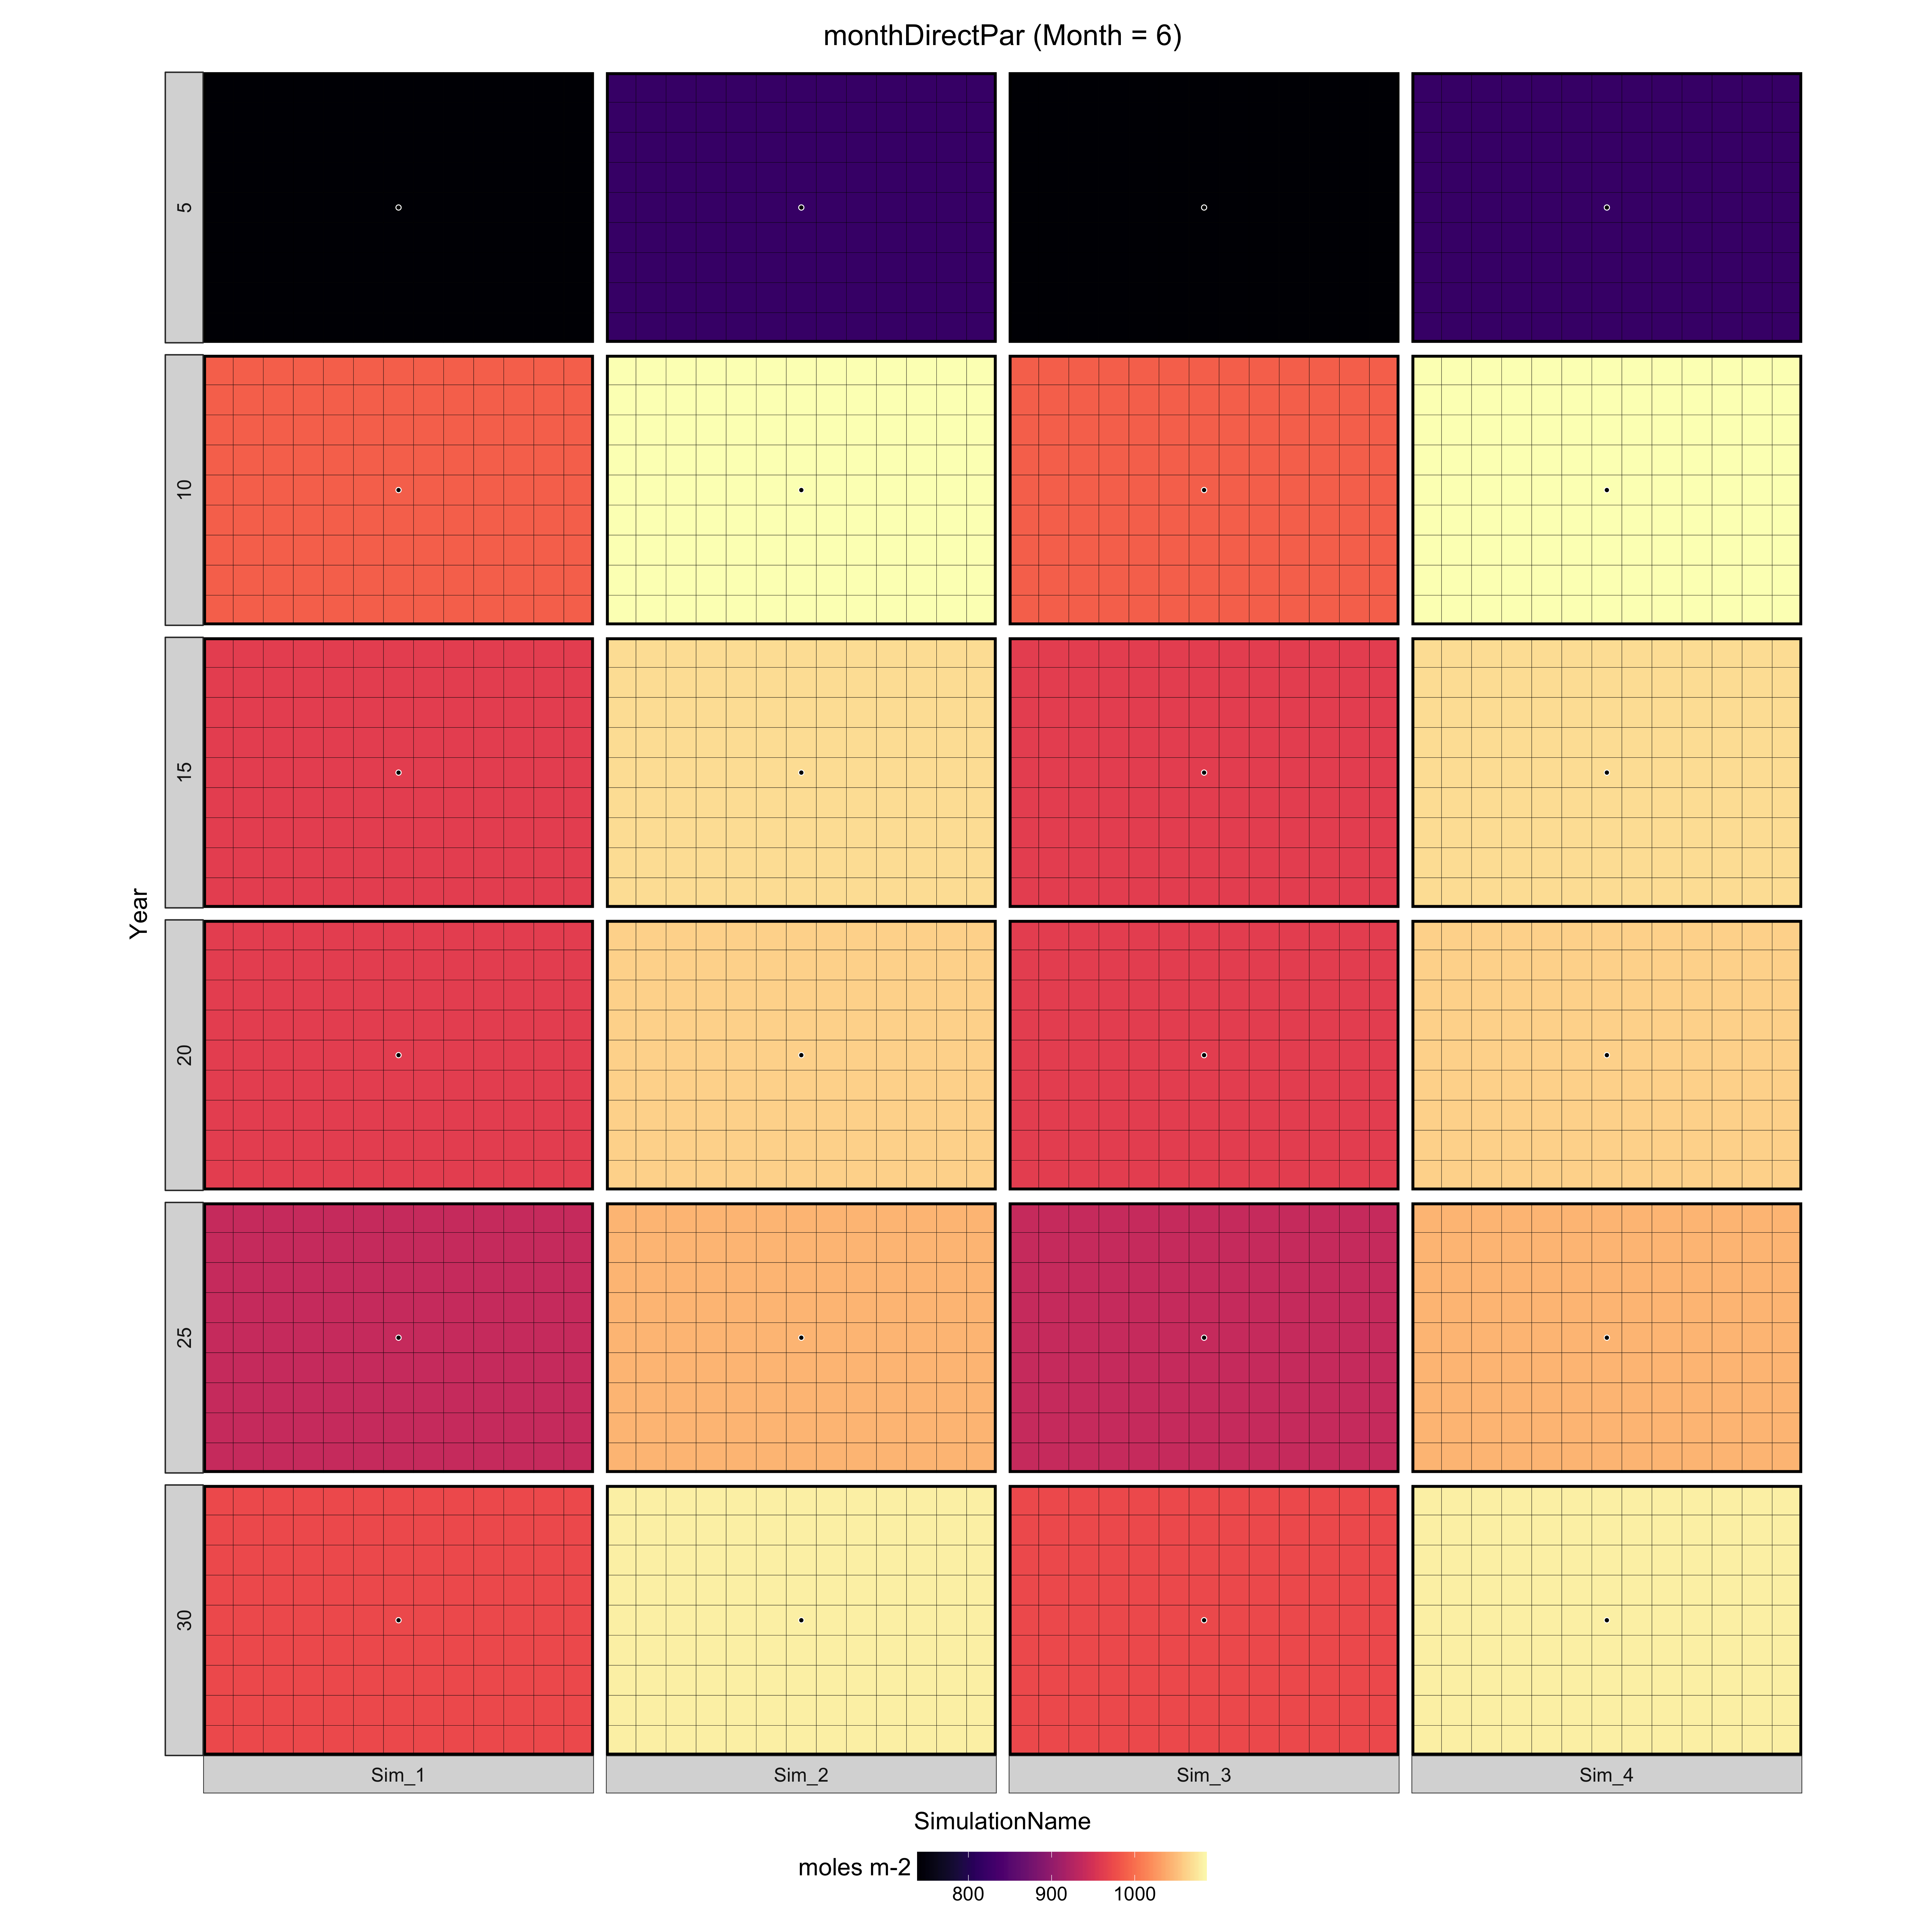 monthDirectPar (Month = 6)
5
10
15
20
25
30
Year
Sim_1 Sim_2 Sim_3 Sim_4
SimulationName
moles m-2
800 900 1000